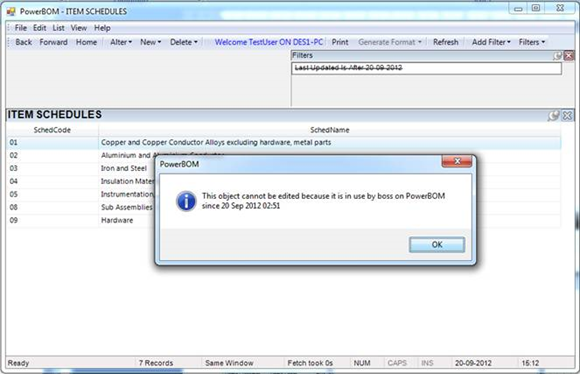 PowerBOM - ITEM SCHEDULES
File Edit List View Help
Back Forward Home Alter New Delete Welcome TestUser ON DES1-PC Print Generate Format Refresh Add Filter Filters
Filters
Last Updated Is After 20-09-2012
ITEM SCHEDULES
SchedCode SchedName
01 Copper and Copper Conductor Alloys excluding hardware, metal parts
02 Aluminium and Aluminium Conductor
03 Iron and Steel
04 Insulation Mater
05 Instrumentation,
08 Sub Assemblies
09 Hardware
PowerBOM
This object cannot be edited because it is in use by boss on PowerBOM
since 20 Sep 2012 02:51
OK
Ready 7 Records Same Window Fetch took 0s NUM CAPS INS 20-09-2012 15:12